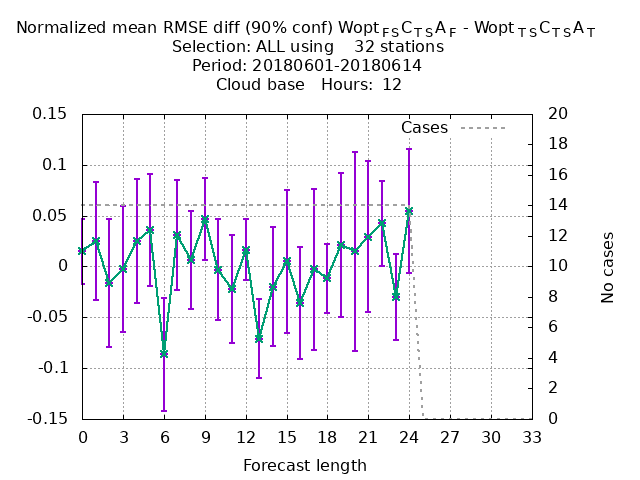 Normalized mean RMSE diff (90% conf) Wopt_FS C_TS A_F - Wopt_TS C_TS A_T
Selection: ALL using 32 stations
Period: 20180601-20180614
Cloud base Hours: 12
Cases
0.15
0.1
0.05
0
-0.05
-0.1
-0.15
20
18
16
14
12
10
8
6
4
2
0
No cases
0 3 6 9 12 15 18 21 24 27 30 33
Forecast length